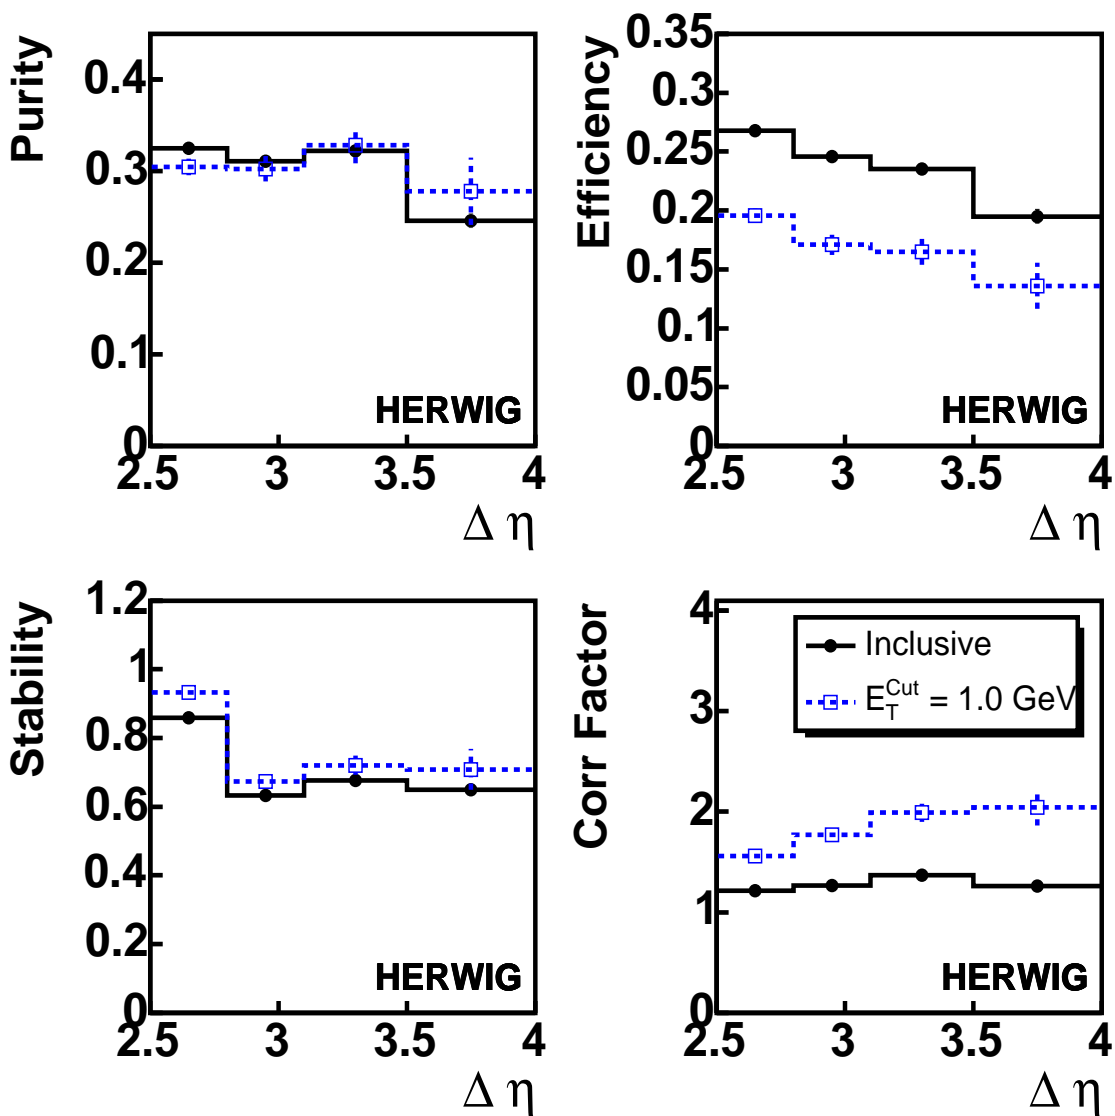 Purity
0.4
0.3
0.2
0.1
0
2.5 3 3.5 4
Δ η
HERWIG
Efficiency
0.35
0.3
0.25
0.2
0.15
0.1
0.05
0
2.5 3 3.5 4
Δ η
HERWIG
Stability
1.2
1
0.8
0.6
0.4
0.2
0
2.5 3 3.5 4
Δ η
HERWIG
Corr Factor
4
3
2
1
0
2.5 3 3.5 4
Δ η
Inclusive
E_T^Cut = 1.0 GeV
HERWIG